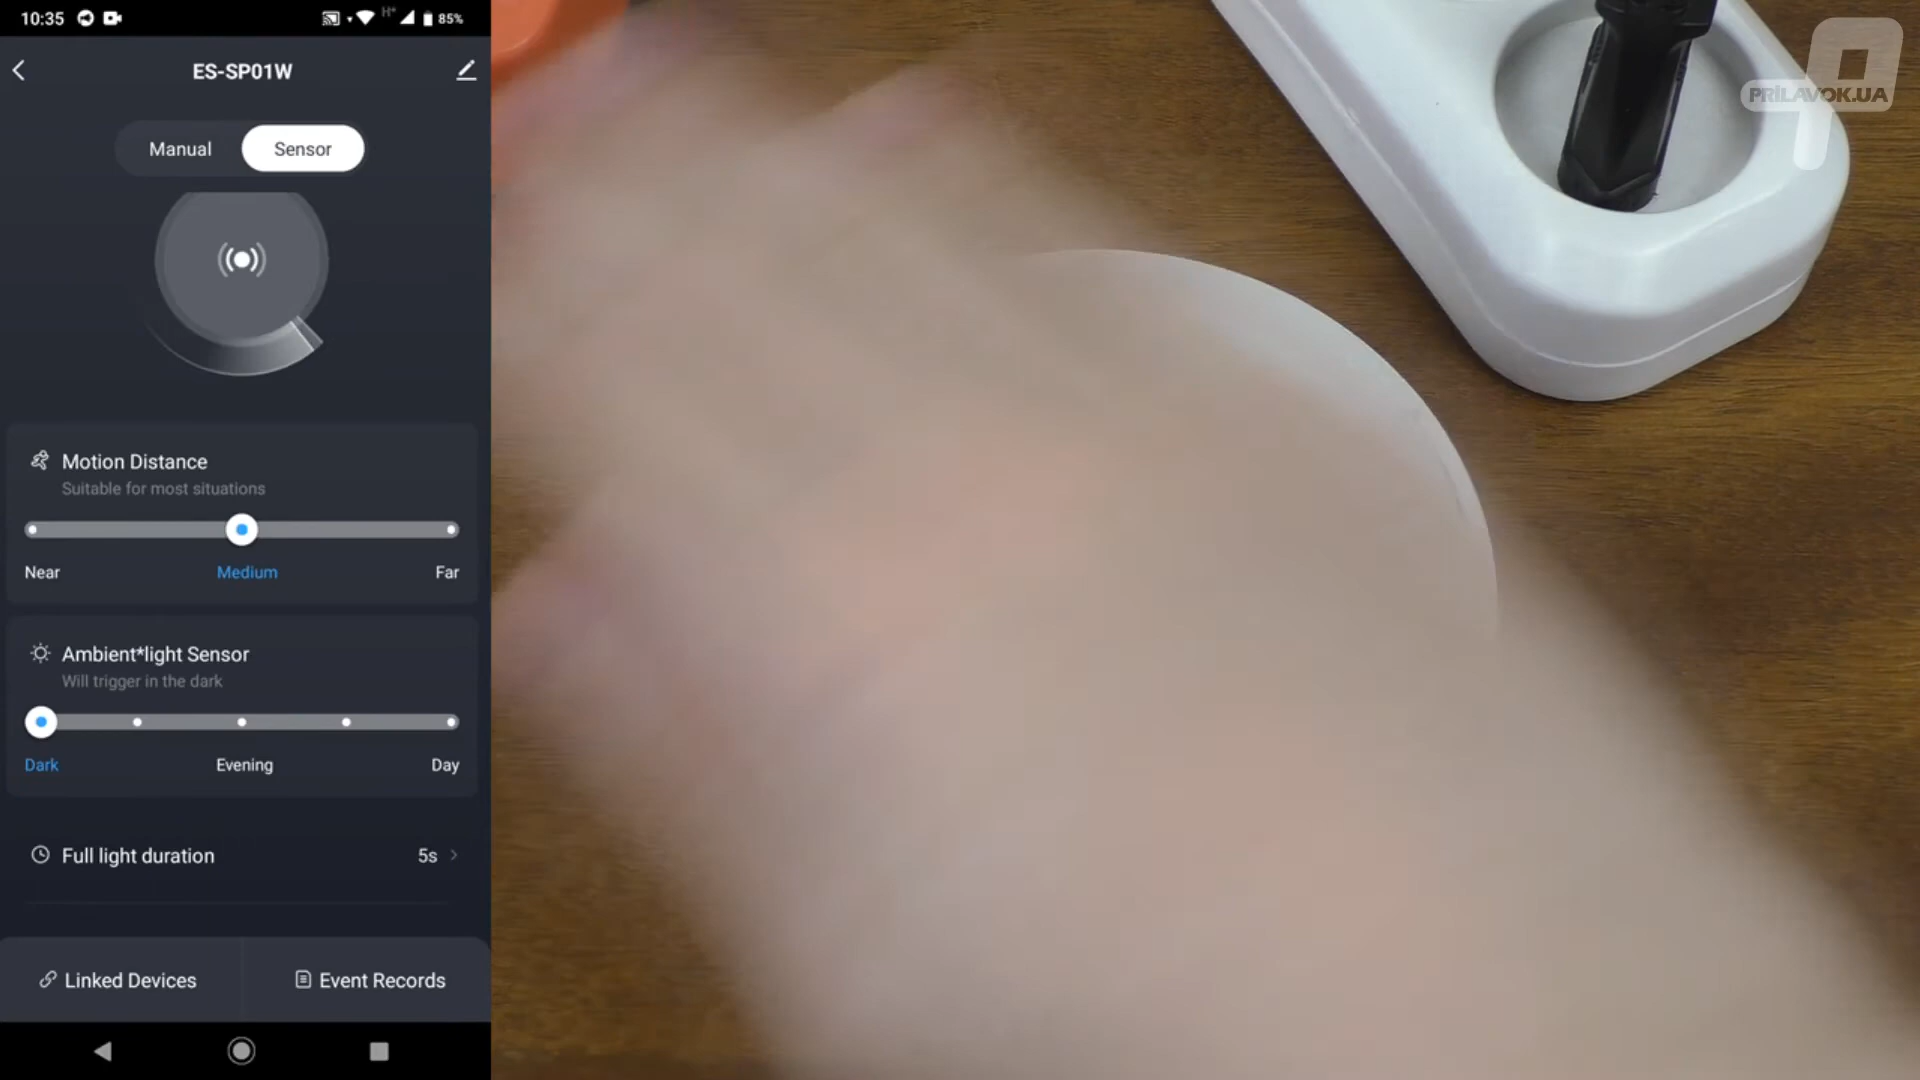 10:35
H+
85%
ES-SP01W
Manual
Sensor
Motion Distance
Suitable for most situations
Near
Medium
Far
Ambient*light Sensor
Will trigger in the dark
Dark
Evening
Day
Full light duration
5s
Linked Devices
Event Records
PRILAVOK.UA